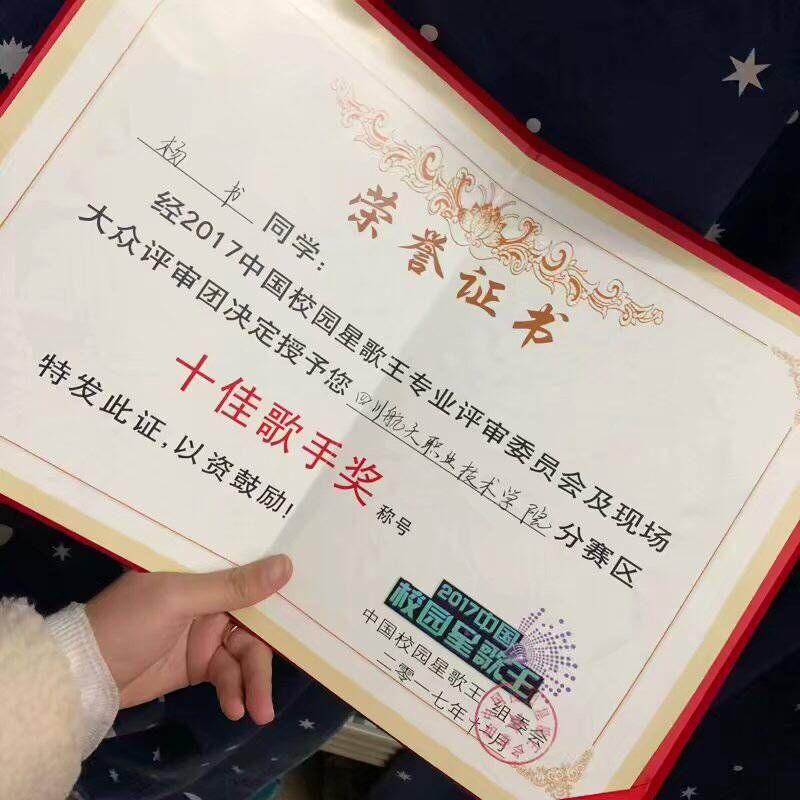 荣誉证书
杨书 同学：
经2017中国校园星歌王专业评审委员会及现场
大众评审团决定授予您 四川航天职业技术学院 分赛区
十佳歌手奖 称号
特发此证，以资鼓励！
2017中国
校园星歌王
中国校园星歌王 组委会
二零一七年十一月